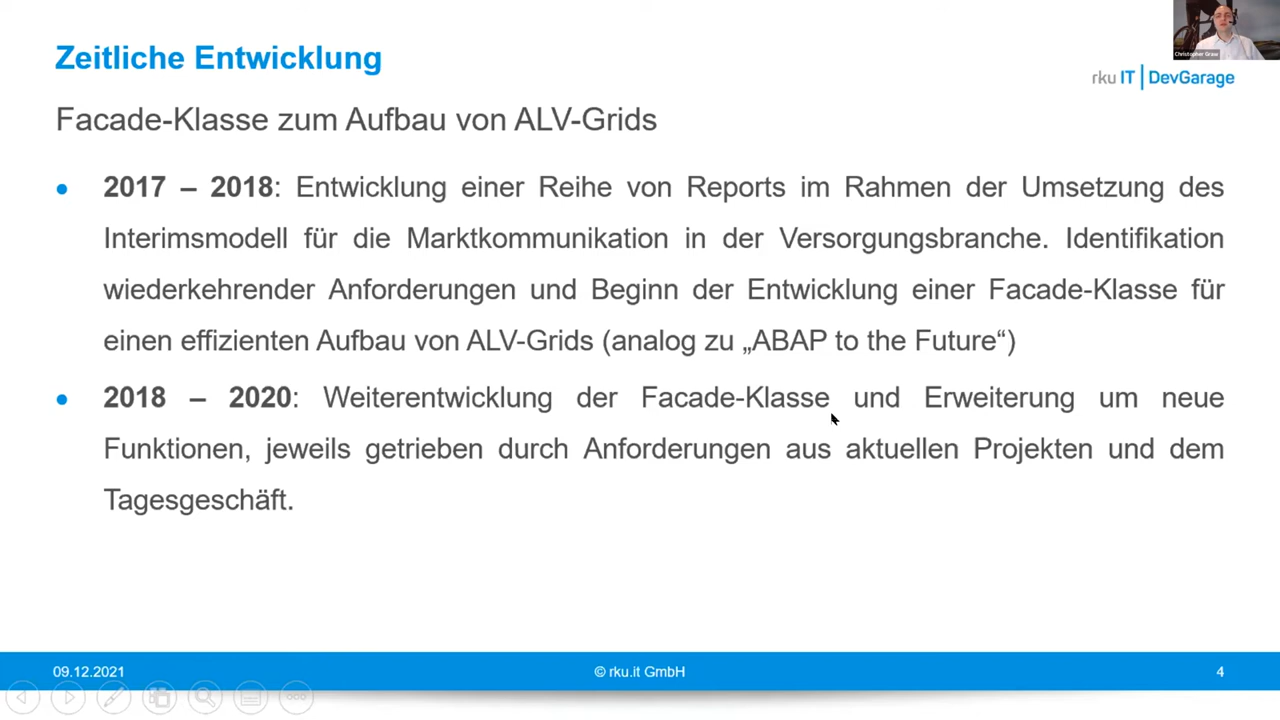 Zeitliche Entwicklung
rku IT | DevGarage
Facade-Klasse zum Aufbau von ALV-Grids
• 2017 – 2018: Entwicklung einer Reihe von Reports im Rahmen der Umsetzung des
Interimsmodell für die Marktkommunikation in der Versorgungsbranche. Identifikation
wiederkehrender Anforderungen und Beginn der Entwicklung einer Facade-Klasse für
einen effizienten Aufbau von ALV-Grids (analog zu „ABAP to the Future“)
• 2018 – 2020: Weiterentwicklung der Facade-Klasse und Erweiterung um neue
Funktionen, jeweils getrieben durch Anforderungen aus aktuellen Projekten und dem
Tagesgeschäft.
09.12.2021
© rku.it GmbH
4